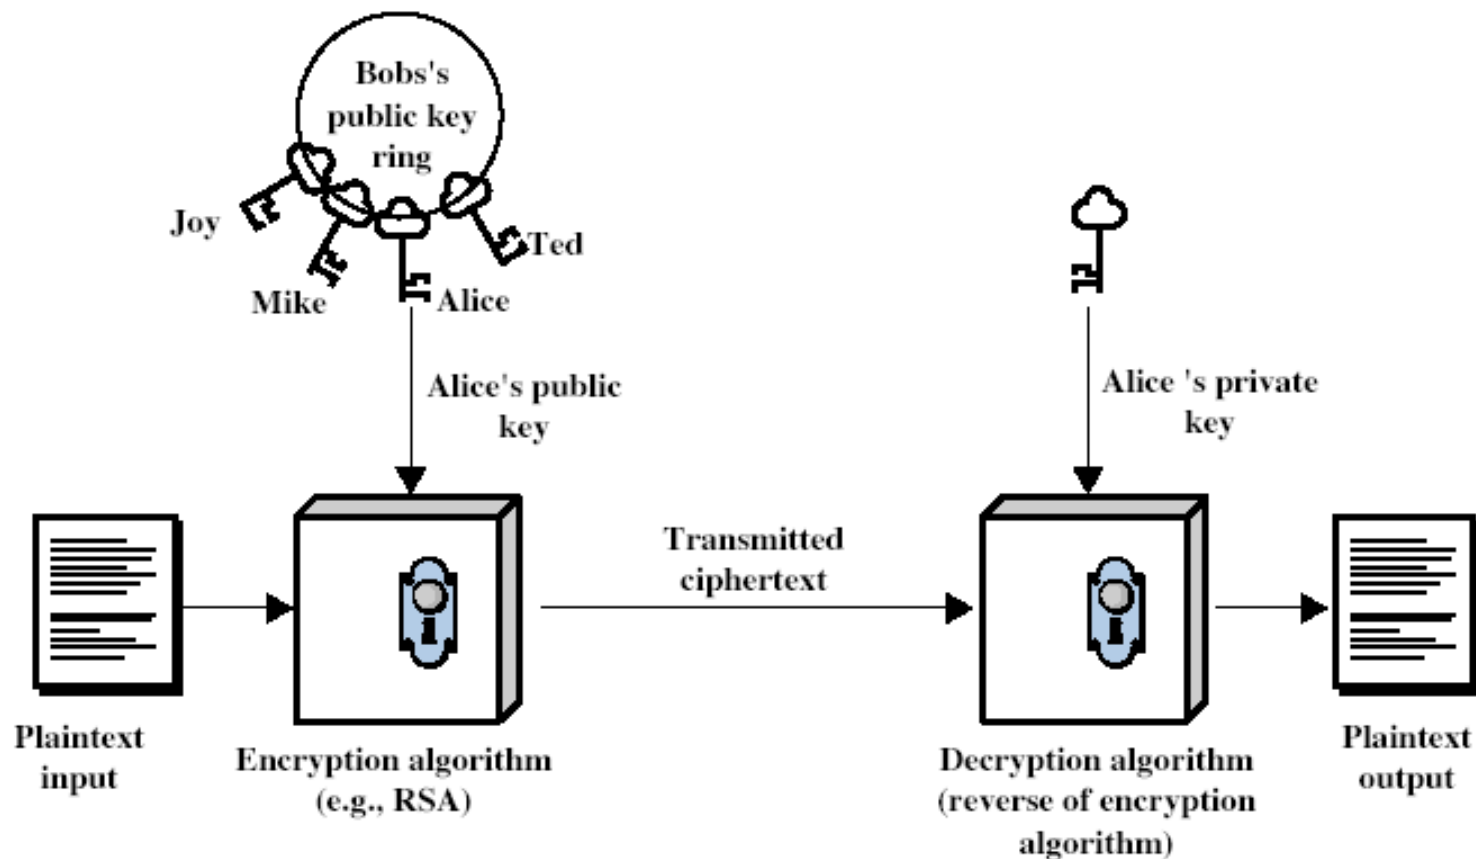 Bobs's
public key
ring
Joy
Mike
Alice
Ted
Alice's public
key
Alice 's private
key
Transmitted
ciphertext
Plaintext
input
Encryption algorithm
(e.g., RSA)
Decryption algorithm
(reverse of encryption
algorithm)
Plaintext
output